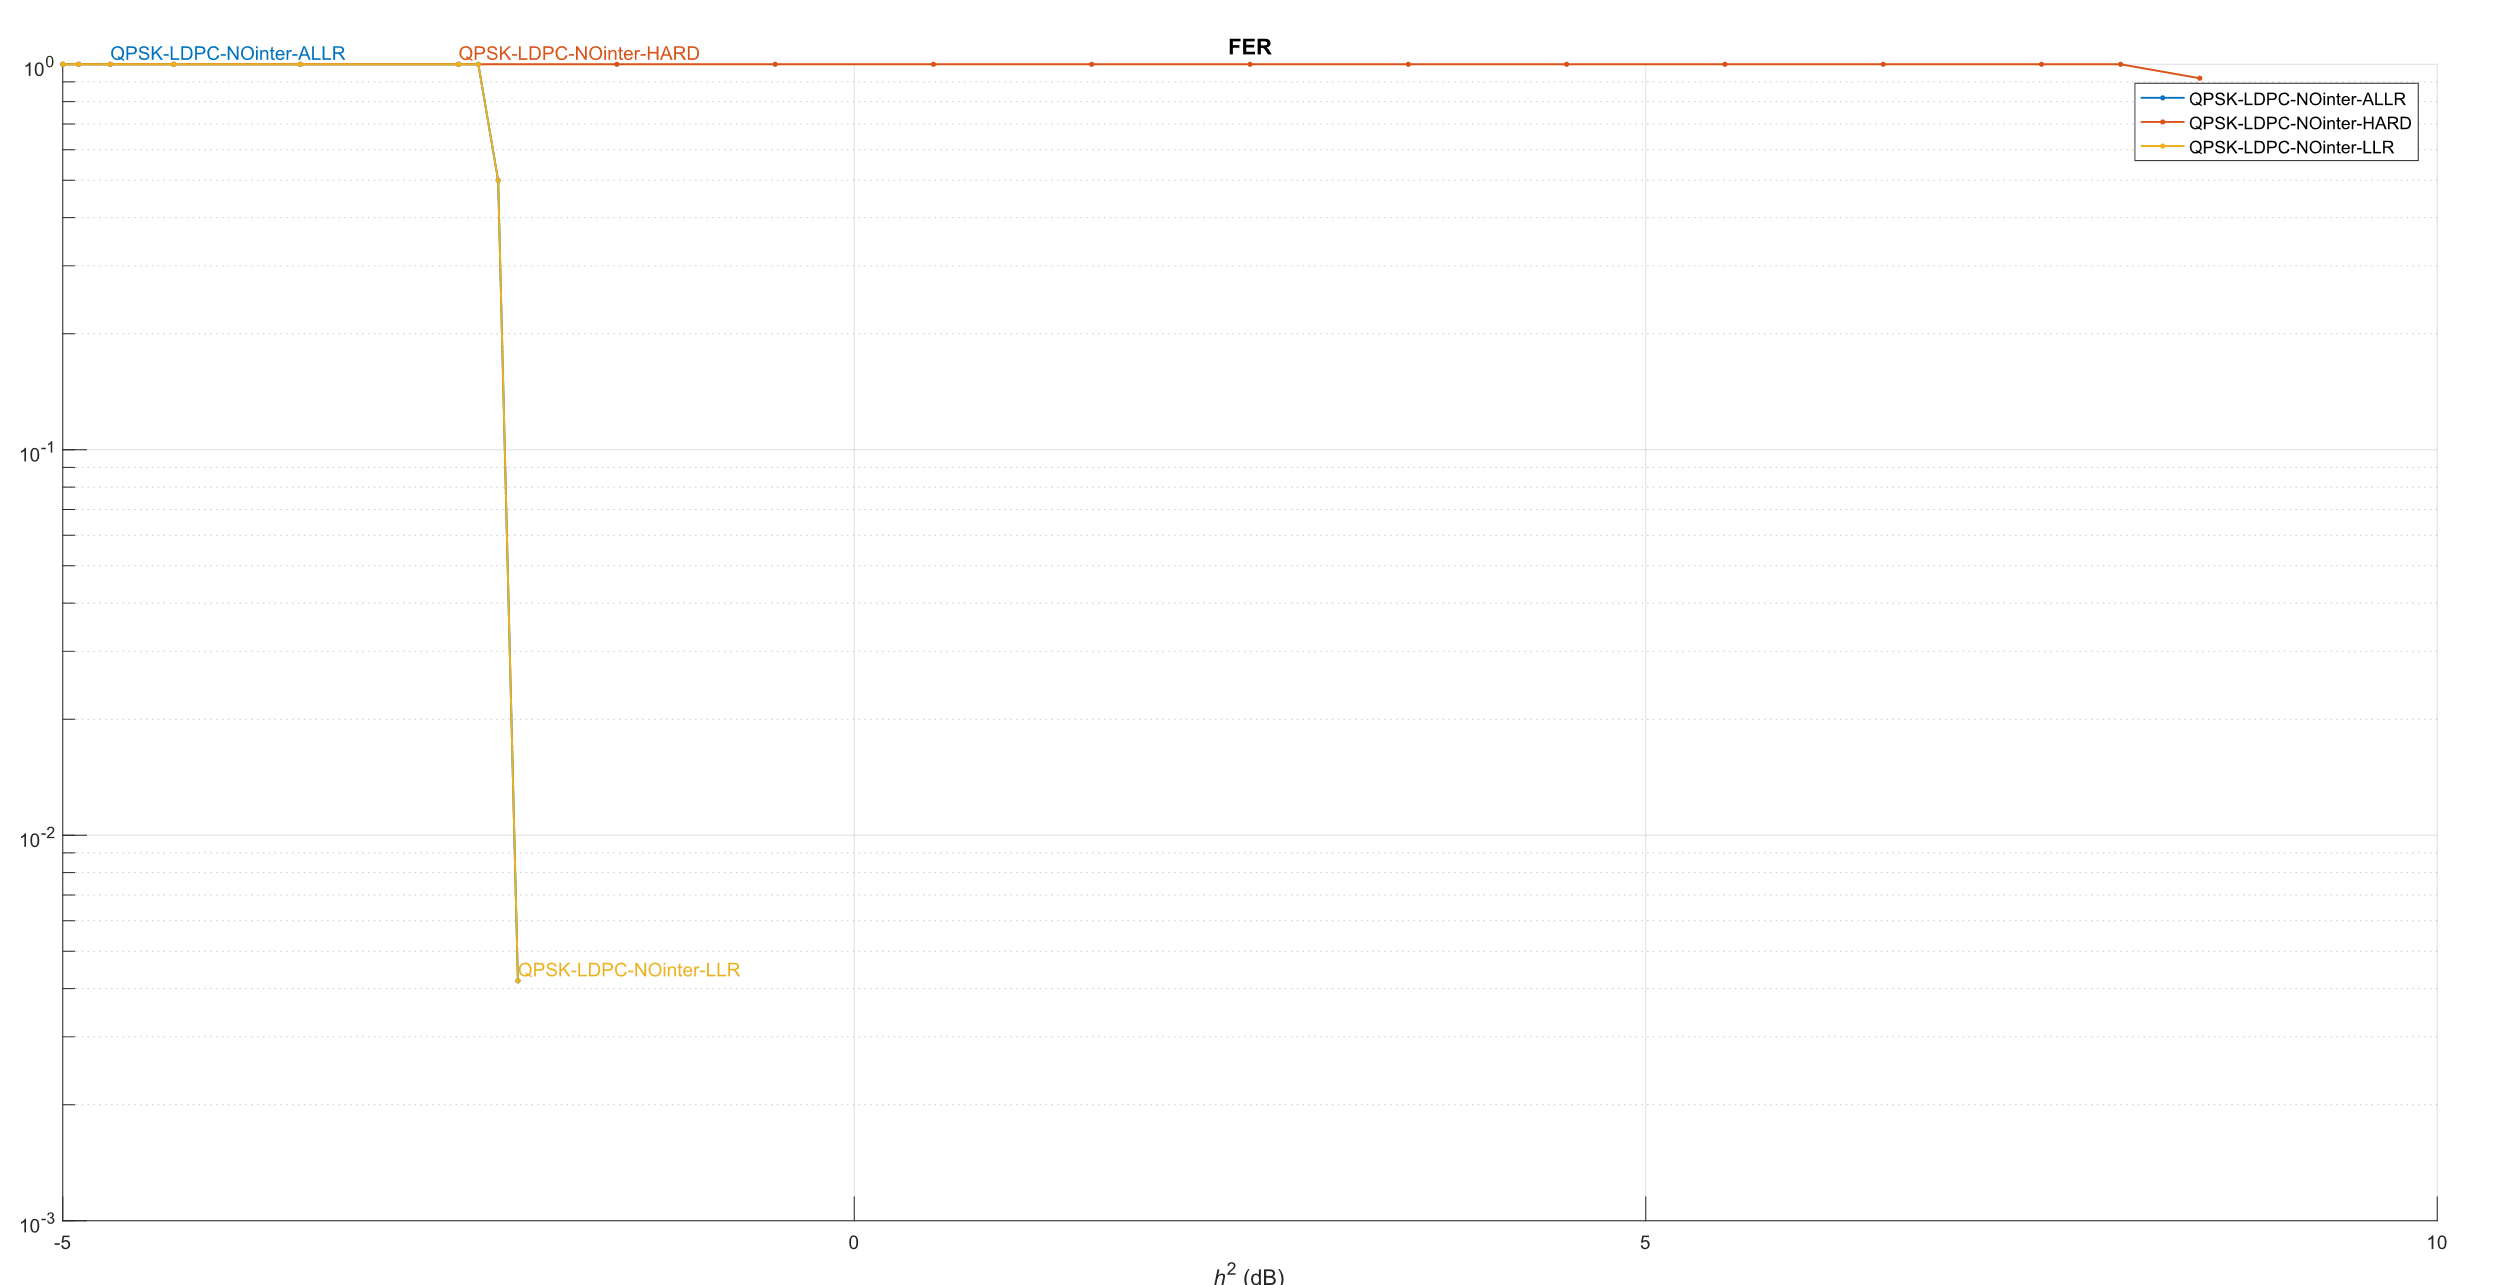 FER
QPSK-LDPC-NOinter-ALLR
QPSK-LDPC-NOinter-HARD
10^0
QPSK-LDPC-NOinter-ALLR
QPSK-LDPC-NOinter-HARD
QPSK-LDPC-NOinter-LLR
10^-1
10^-2
QPSK-LDPC-NOinter-LLR
10^-3
-5 0 5 10
h^2 (dB)